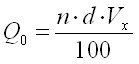 Q₀ = n · d · Vₓ / 100